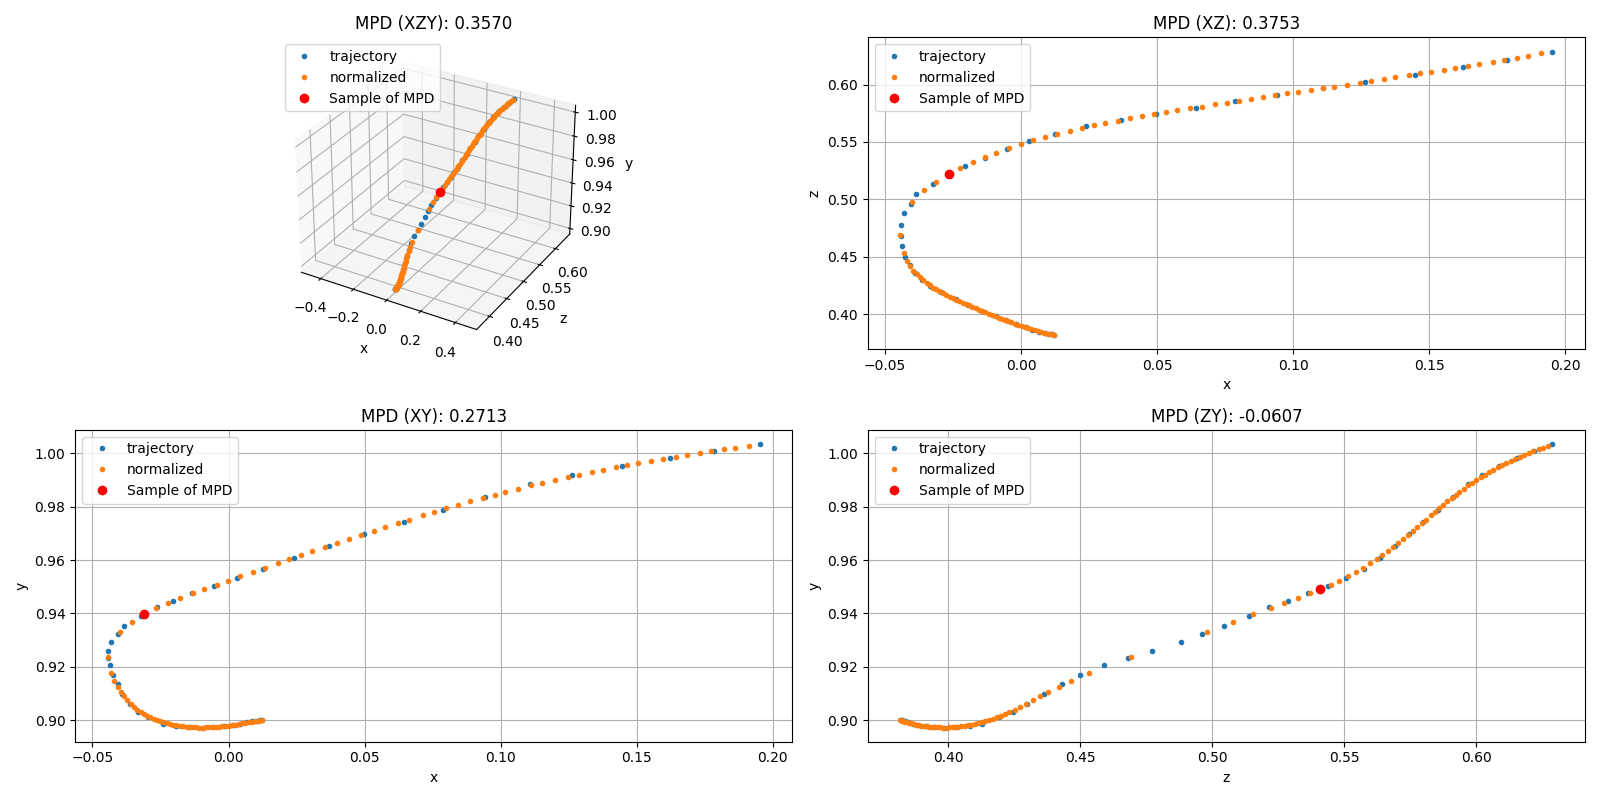 MPD (XZY): 0.3570
trajectory
normalized
Sample of MPD
1.00
0.98
0.96
y
0.94
0.92
0.90
0.60
0.55
0.50
z
0.45
0.40
−0.4
−0.2
0.0
0.2
0.4
x
MPD (XZ): 0.3753
trajectory
normalized
Sample of MPD
0.60
0.55
0.50
0.45
0.40
z
−0.05
0.00
0.05
0.10
0.15
0.20
x
MPD (XY): 0.2713
trajectory
normalized
Sample of MPD
1.00
0.98
0.96
0.94
0.92
0.90
y
−0.05
0.00
0.05
0.10
0.15
0.20
x
MPD (ZY): -0.0607
trajectory
normalized
Sample of MPD
1.00
0.98
0.96
0.94
0.92
0.90
y
0.40
0.45
0.50
0.55
0.60
z